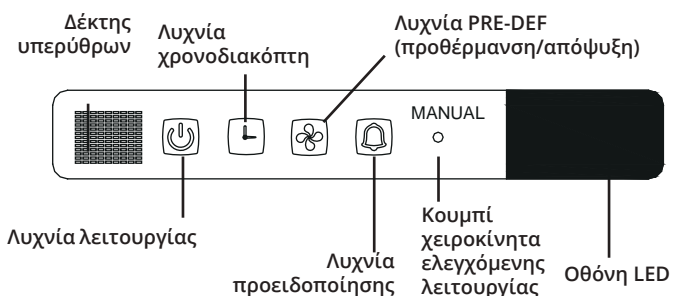 Δέκτης
υπερύθρων
Λυχνία
χρονοδιακόπτη
Λυχνία PRE-DEF
(προθέρμανση/απόψυξη)
MANUAL
Λυχνία λειτουργίας
Λυχνία
προειδοποίησης
Κουμπί
χειροκίνητα
ελεγχόμενης
λειτουργίας
Οθόνη LED